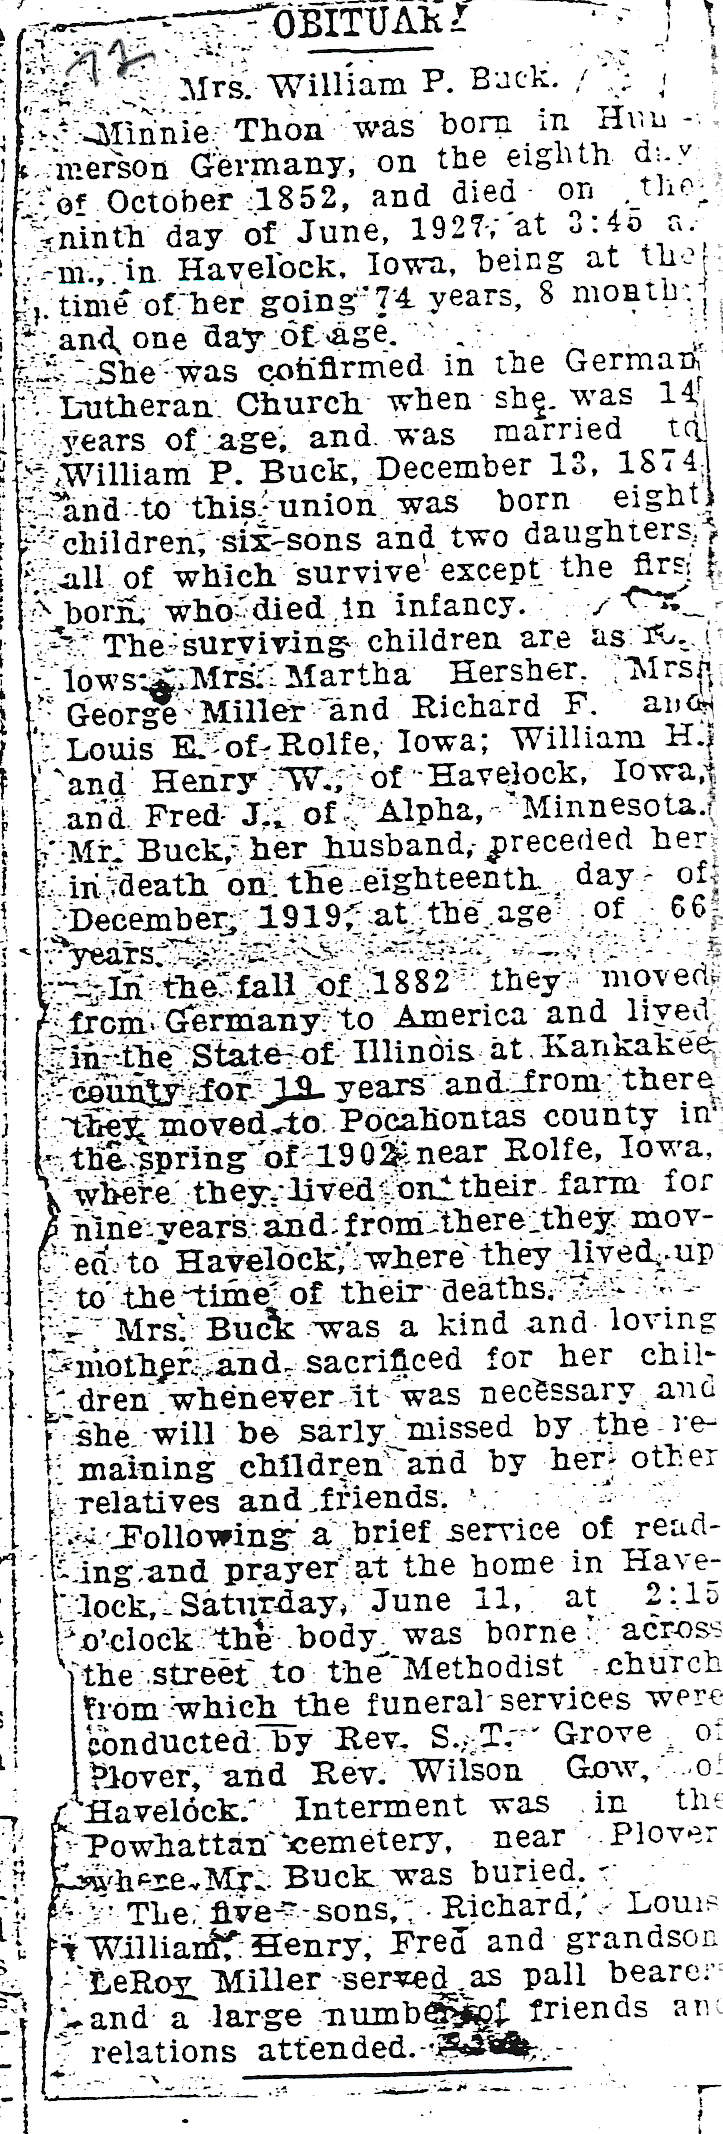 OBITUARY
12
Mrs. William P. Buck.
Minnie Thon was born in Hum-
merson Germany, on the eighth day
of October 1852, and died on the
ninth day of June, 1927, at 3:45 a.
m., in Havelock, Iowa, being at the
time of her going 74 years, 8 month
and one day of age.
She was confirmed in the German
Lutheran Church when she was 14
years of age, and was married to
William P. Buck, December 13, 1874
and to this union was born eight
children, six sons and two daughters,
all of which survive except the first
born, who died in infancy.
The surviving children are as fol-
lows: Mrs. Martha Hersher, Mrs.
George Miller and Richard F. and
Louis E. of Rolfe, Iowa; William H.
and Henry W., of Havelock, Iowa,
and Fred J., of Alpha, Minnesota.
Mr. Buck, her husband, preceded her
in death on the eighteenth day of
December, 1919, at the age of 66
years.
In the fall of 1882 they moved
from Germany to America and lived
in the State of Illinois at Kankakee
county for 19 years and from there
they moved to Pocahontas county in
the spring of 1902 near Rolfe, Iowa,
where they lived on their farm for
nine years and from there they mov-
ed to Havelock, where they lived up
to the time of their deaths.
Mrs. Buck was a kind and loving
mother and sacrificed for her chil-
dren whenever it was necessary and
she will be sarly missed by the re-
maining children and by her other
relatives and friends.
Following a brief service of read-
ing and prayer at the home in Have-
lock, Saturday, June 11, at 2:15
o'clock the body was borne across
the street to the Methodist church
from which the funeral services were
conducted by Rev. S. T. Grove of
Plover, and Rev. Wilson Gow, of
Havelock. Interment was in the
Powhattan cemetery, near Plover
where Mr. Buck was buried.
The five sons, Richard, Louis
William, Henry, Fred and grandson
LeRoy Miller served as pall bearers
and a large number of friends and
relations attended.